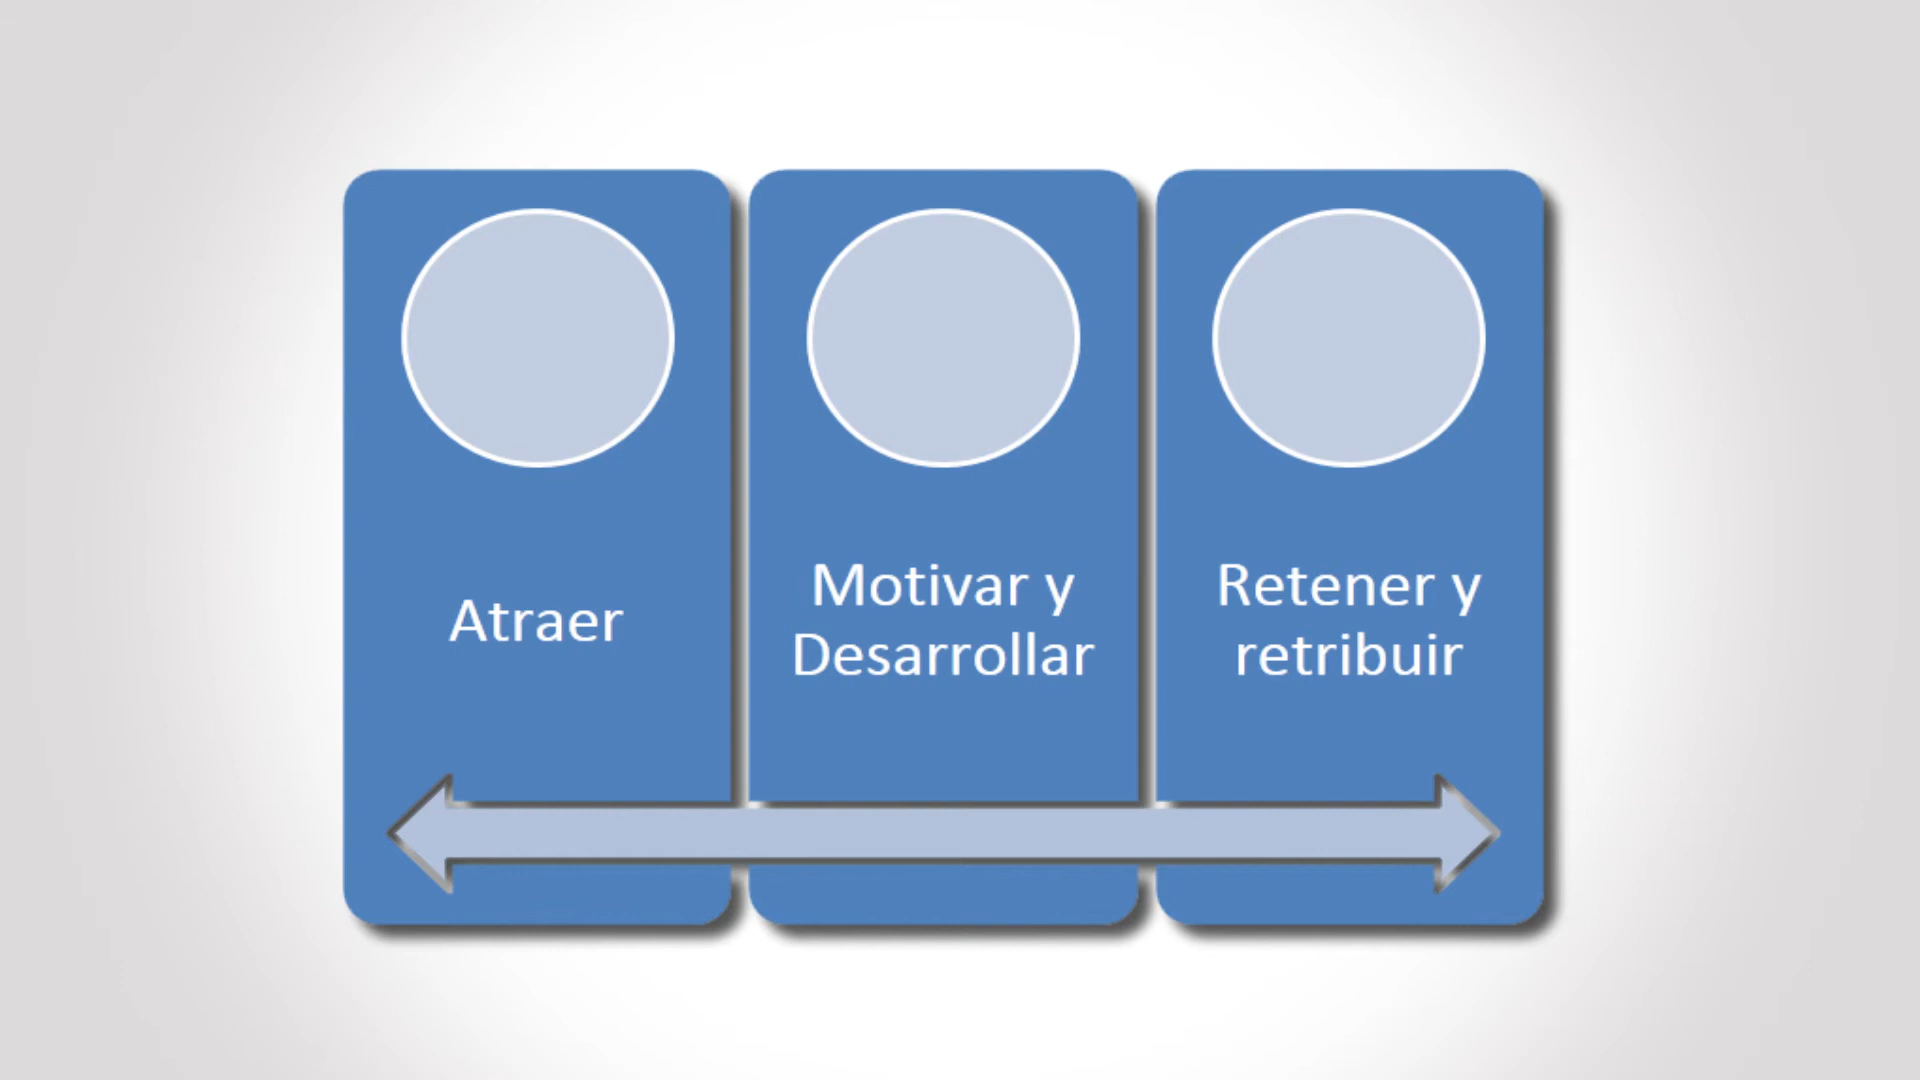 Atraer
Motivar y
Desarrollar
Retener y
retribuir